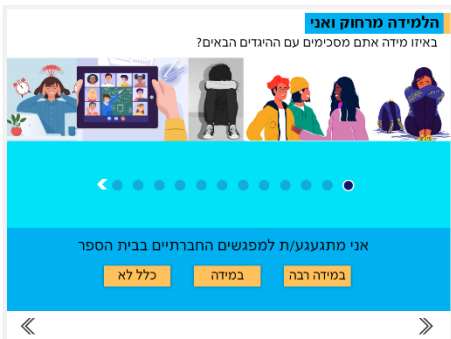 הלמידה מרחוק ואני
באיזו מידה אתם מסכימים עם ההיגדים הבאים?
אני מתגעגע/ת למפגשים החברתיים בבית הספר
במידה רבה
במידה
כלל לא